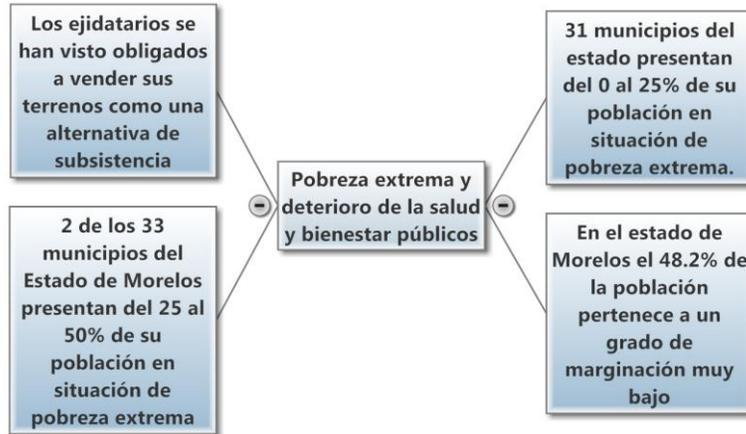 Los ejidatarios se
han visto obligados
a vender sus
terrenos como una
alternativa de
subsistencia
2 de los 33
municipios del
Estado de Morelos
presentan del 25 al
50% de su
población en
situación de
pobreza extrema
Pobreza extrema y
deterioro de la salud
y bienestar públicos
31 municipios del
estado presentan
del 0 al 25% de su
población en
situación de
pobreza extrema.
En el estado de
Morelos el 48.2% de
la población
pertenece a un
grado de
marginación muy
bajo